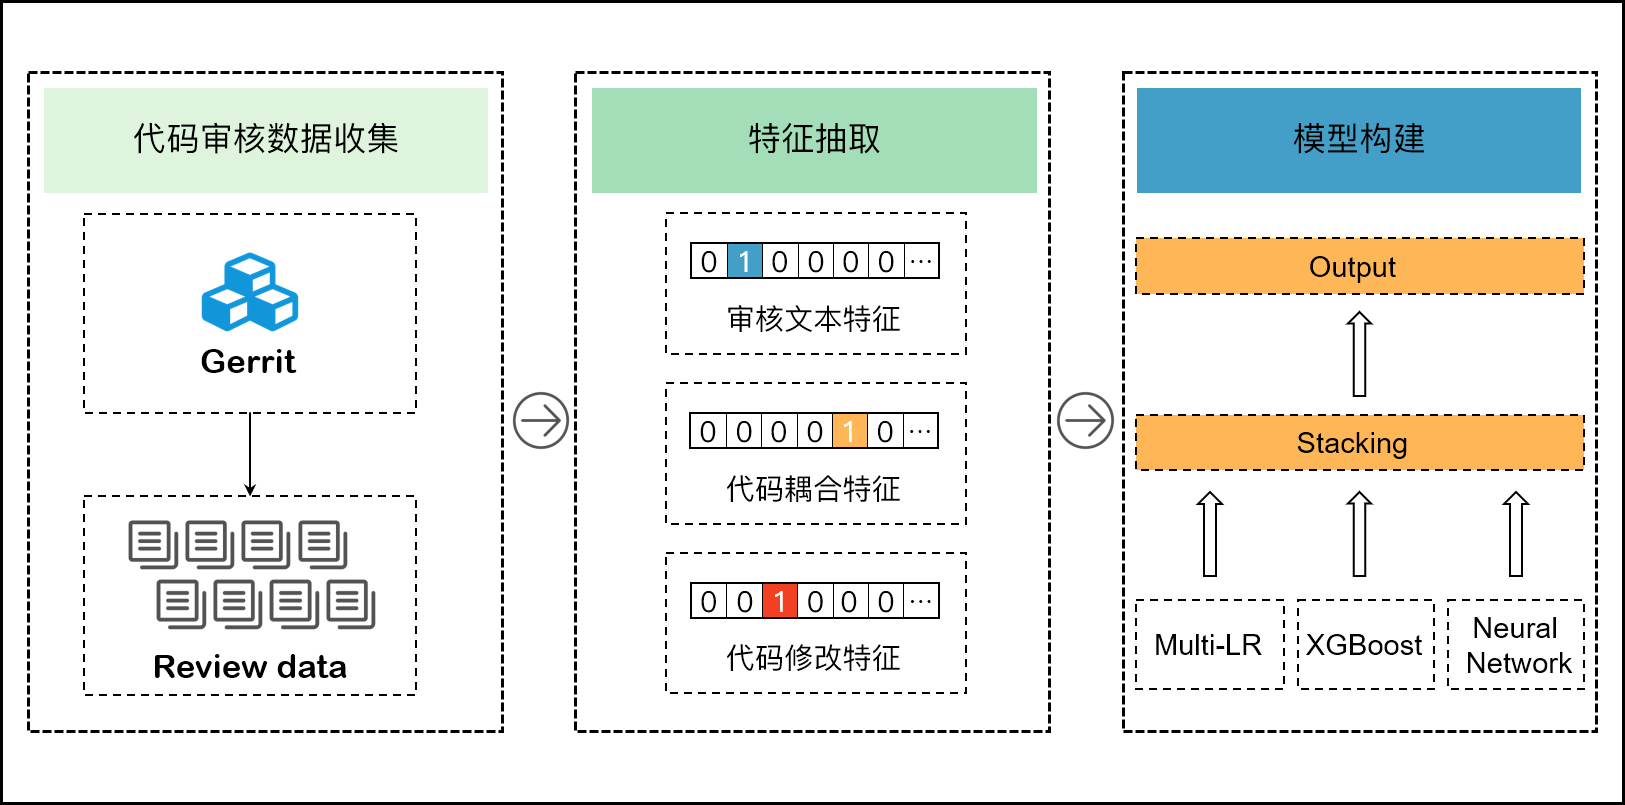 代码审核数据收集
Gerrit
Review data
特征抽取
0 1 0 0 0 0 ···
审核文本特征
0 0 0 0 1 0 ···
代码耦合特征
0 0 1 0 0 0 ···
代码修改特征
模型构建
Output
Stacking
Multi-LR
XGBoost
Neural
Network